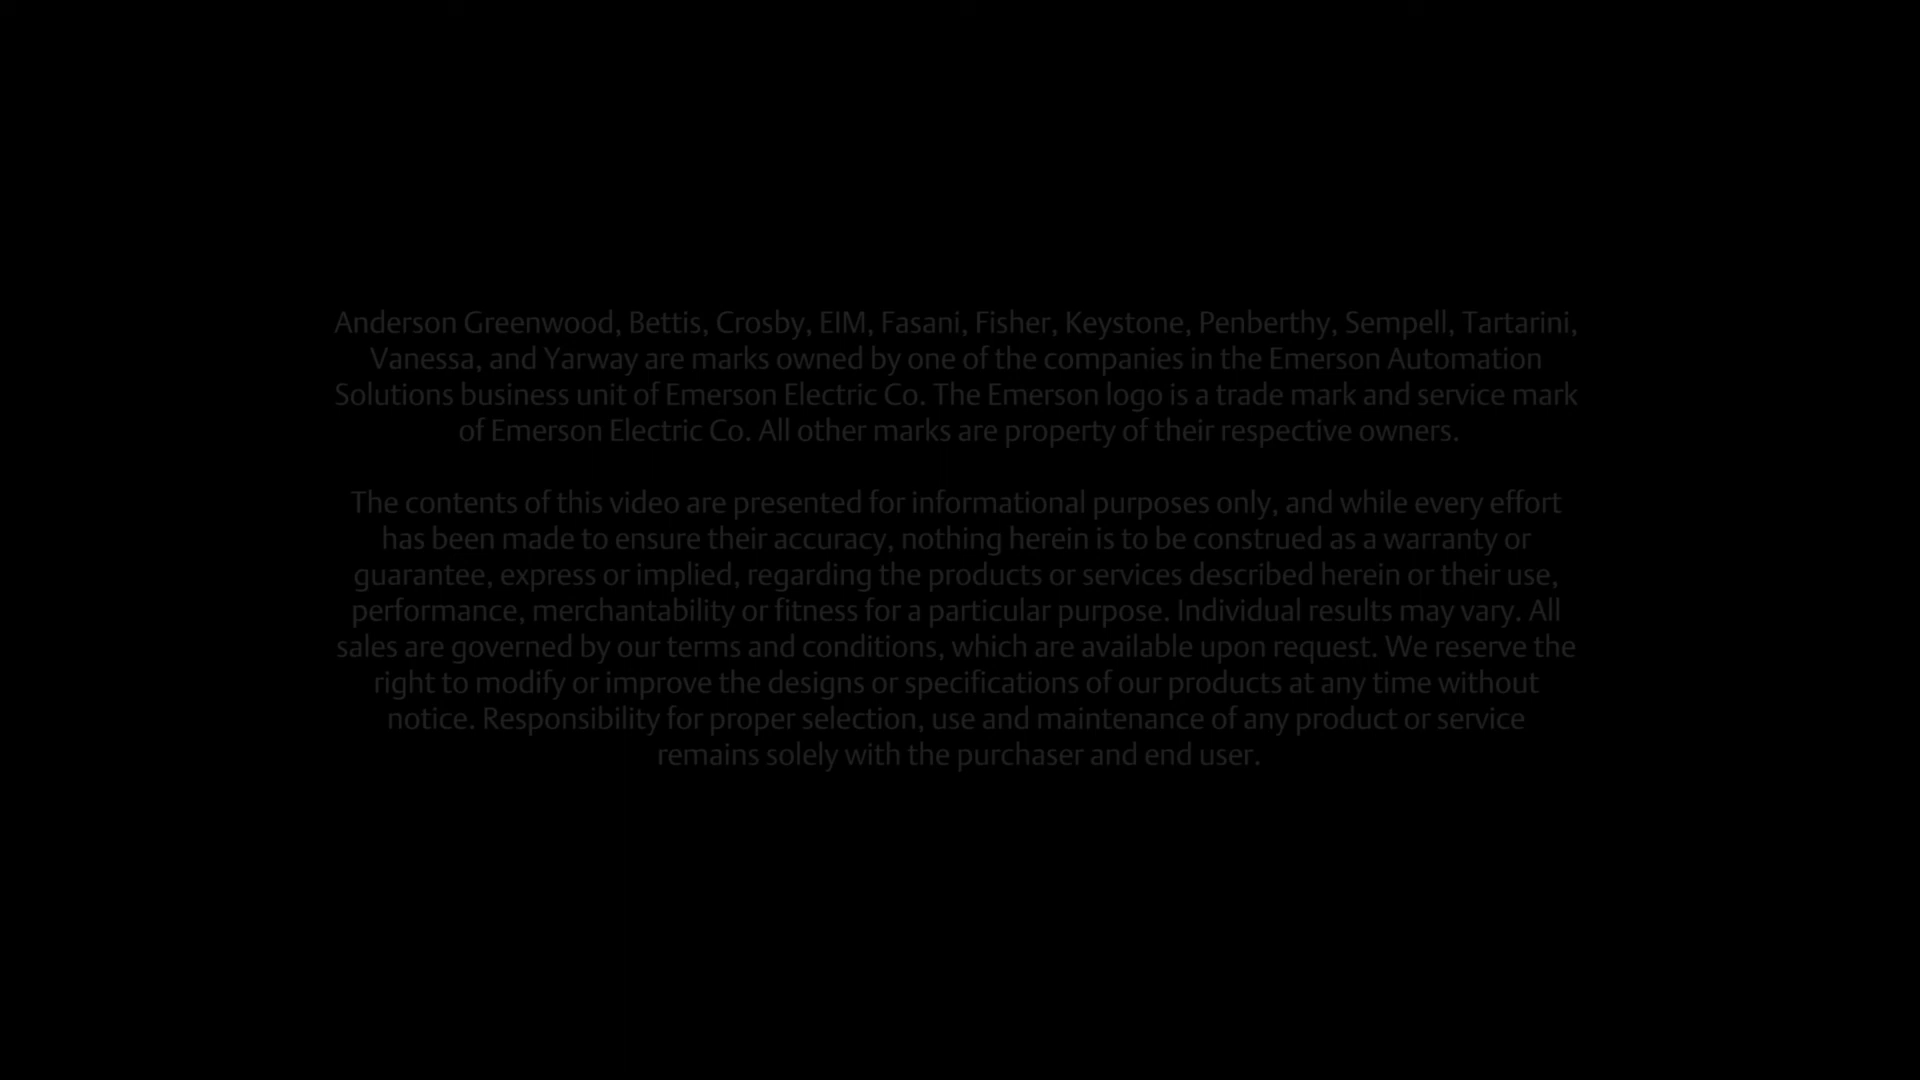 Anderson Greenwood, Bettis, Crosby, EIM, Fasani, Fisher, Keystone, Penberthy, Sempell, Tartarini,
Vanessa, and Yarway are marks owned by one of the companies in the Emerson Automation
Solutions business unit of Emerson Electric Co. The Emerson logo is a trade mark and service mark
of Emerson Electric Co. All other marks are property of their respective owners.
The contents of this video are presented for informational purposes only, and while every effort
has been made to ensure their accuracy, nothing herein is to be construed as a warranty or
guarantee, express or implied, regarding the products or services described herein or their use,
performance, merchantability or fitness for a particular purpose. Individual results may vary. All
sales are governed by our terms and conditions, which are available upon request. We reserve the
right to modify or improve the designs or specifications of our products at any time without
notice. Responsibility for proper selection, use and maintenance of any product or service
remains solely with the purchaser and end user.